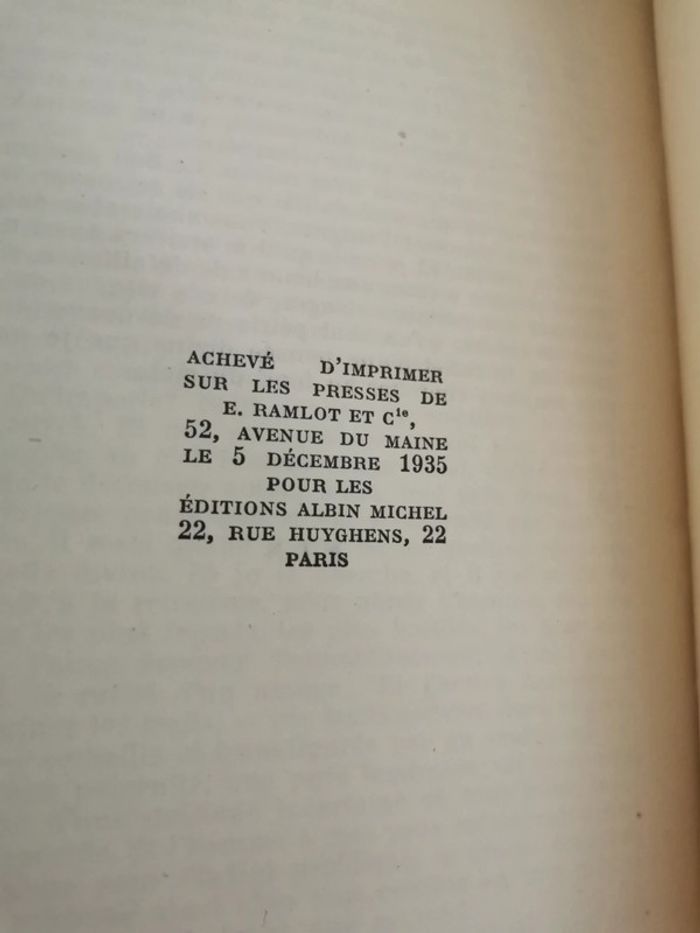 ACHEVÉ D'IMPRIMER
SUR LES PRESSES DE
E. RAMLOT ET Cie,
52, AVENUE DU MAINE
LE 5 DÉCEMBRE 1935
POUR LES
ÉDITIONS ALBIN MICHEL
22, RUE HUYGHENS, 22
PARIS